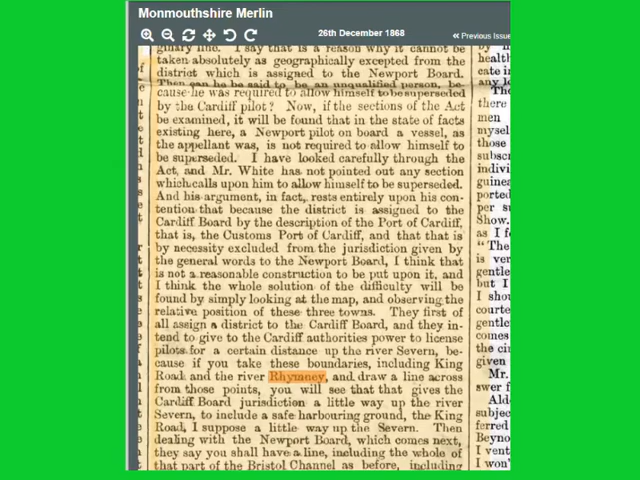 Monmouthshire Merlin
26th December 1868
Previous Issue
ginary line. I say that is a reason why it cannot be
taken absolutely as geographically excepted from the
district which is assigned to the Newport Board.
Then can he be said to be an unqualified person, be-
cause he was required to allow himself to be superseded
by the Cardiff pilot? Now, if the sections of the Act
be examined, it will be found that in the state of facts
existing here, a Newport pilot on board a vessel, as
the appellant was, is not required to allow himself to
be superseded. I have looked carefully through the
Act, and Mr. White has not pointed out any section
which calls upon him to allow himself to be superseded.
And his argument, in fact, rests entirely upon his con-
tention that because the district is assigned to the
Cardiff Board by the description of the Port of Cardiff,
that is, the Customs Port of Cardiff, and that that is
by necessity excluded from the jurisdiction given by
the general words to the Newport Board, I think that
is not a reasonable construction to be put upon it, and
I think the whole solution of the difficulty will be
found by simply looking at the map, and observing the
relative position of these three towns. They first of
all assign a district to the Cardiff Board, and they in-
tend to give to the Cardiff authorities power to license
pilots for a certain distance up the river Severn, be-
cause if you take these boundaries, including King
Road and the river Rhymney, and draw a line across
from those points, you will see that that gives the
Cardiff Board jurisdiction a little way up the river
Severn, to include a safe harbouring ground, the King
Road, I suppose a little way up the Severn. Then
dealing with the Newport Board, which comes next,
they say you shall have a line, including the whole of
that part of the Bristol Channel as before, including